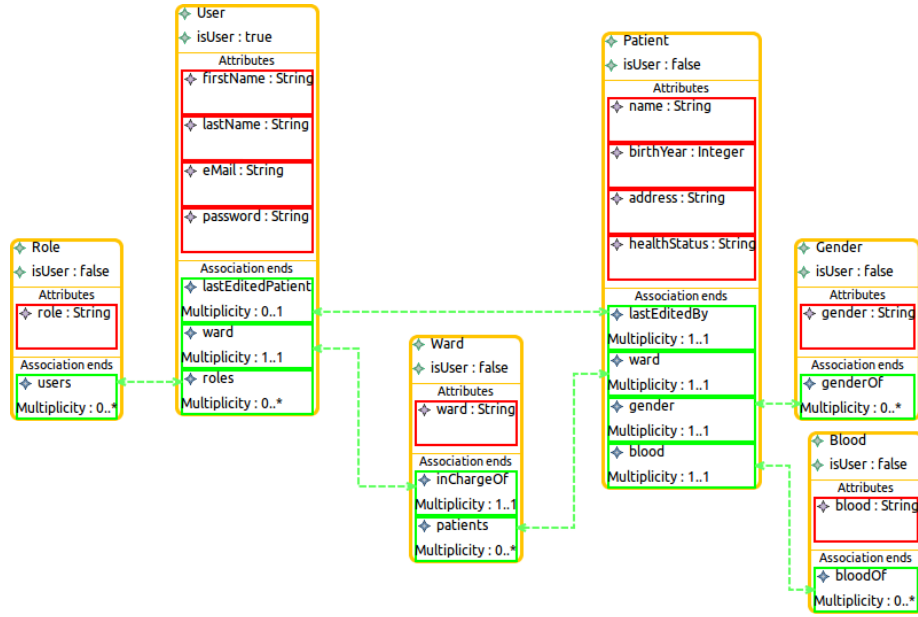 User
isUser : true
Attributes
firstName : String
lastName : String
eMail : String
password : String
Association ends
lastEditedPatient
Multiplicity : 0..1
ward
Multiplicity : 1..1
roles
Multiplicity : 0..*
Patient
isUser : false
Attributes
name : String
birthYear : Integer
address : String
healthStatus : String
Association ends
lastEditedBy
Multiplicity : 1..1
ward
Multiplicity : 1..1
gender
Multiplicity : 1..1
blood
Multiplicity : 1..1
Role
isUser : false
Attributes
role : String
Association ends
users
Multiplicity : 0..*
Gender
isUser : false
Attributes
gender : String
Association ends
genderOf
Multiplicity : 0..*
Ward
isUser : false
Attributes
ward : String
Association ends
inChargeOf
Multiplicity : 1..1
patients
Multiplicity : 0..*
Blood
isUser : false
Attributes
blood : String
Association ends
bloodOf
Multiplicity : 0..*